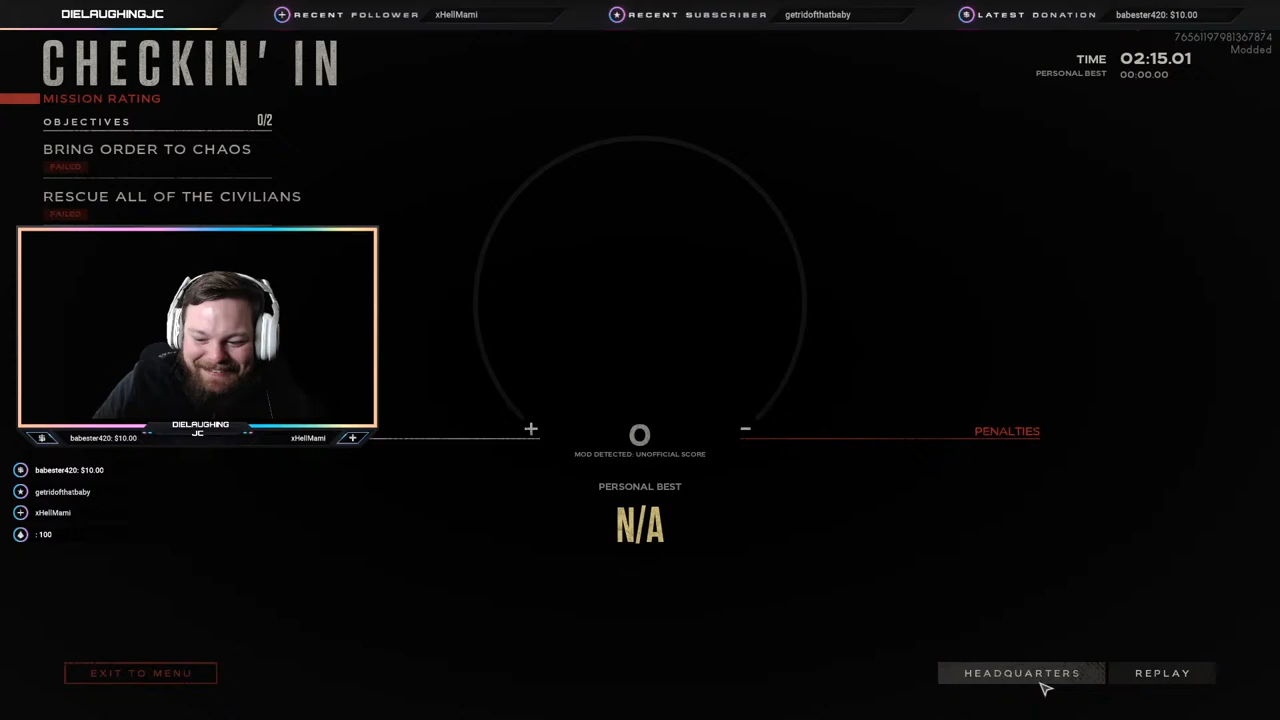 DIELAUGHINGJC
RECENT FOLLOWER xHellMami
RECENT SUBSCRIBER getridofthatbaby
LATEST DONATION babester420: $10.00
76561197981367874
Modded
CHECKIN' IN
TIME 02:15.01
PERSONAL BEST 00:00.00
MISSION RATING
OBJECTIVES 0/2
BRING ORDER TO CHAOS
FAILED
RESCUE ALL OF THE CIVILIANS
FAILED
DIELAUGHING
JC
babester420: $10.00
xHellMami
babester420: $10.00
getridofthatbaby
xHellMami
: 100
+ 0 -
PENALTIES
MOD DETECTED: UNOFFICIAL SCORE
PERSONAL BEST
N/A
EXIT TO MENU
HEADQUARTERS
REPLAY